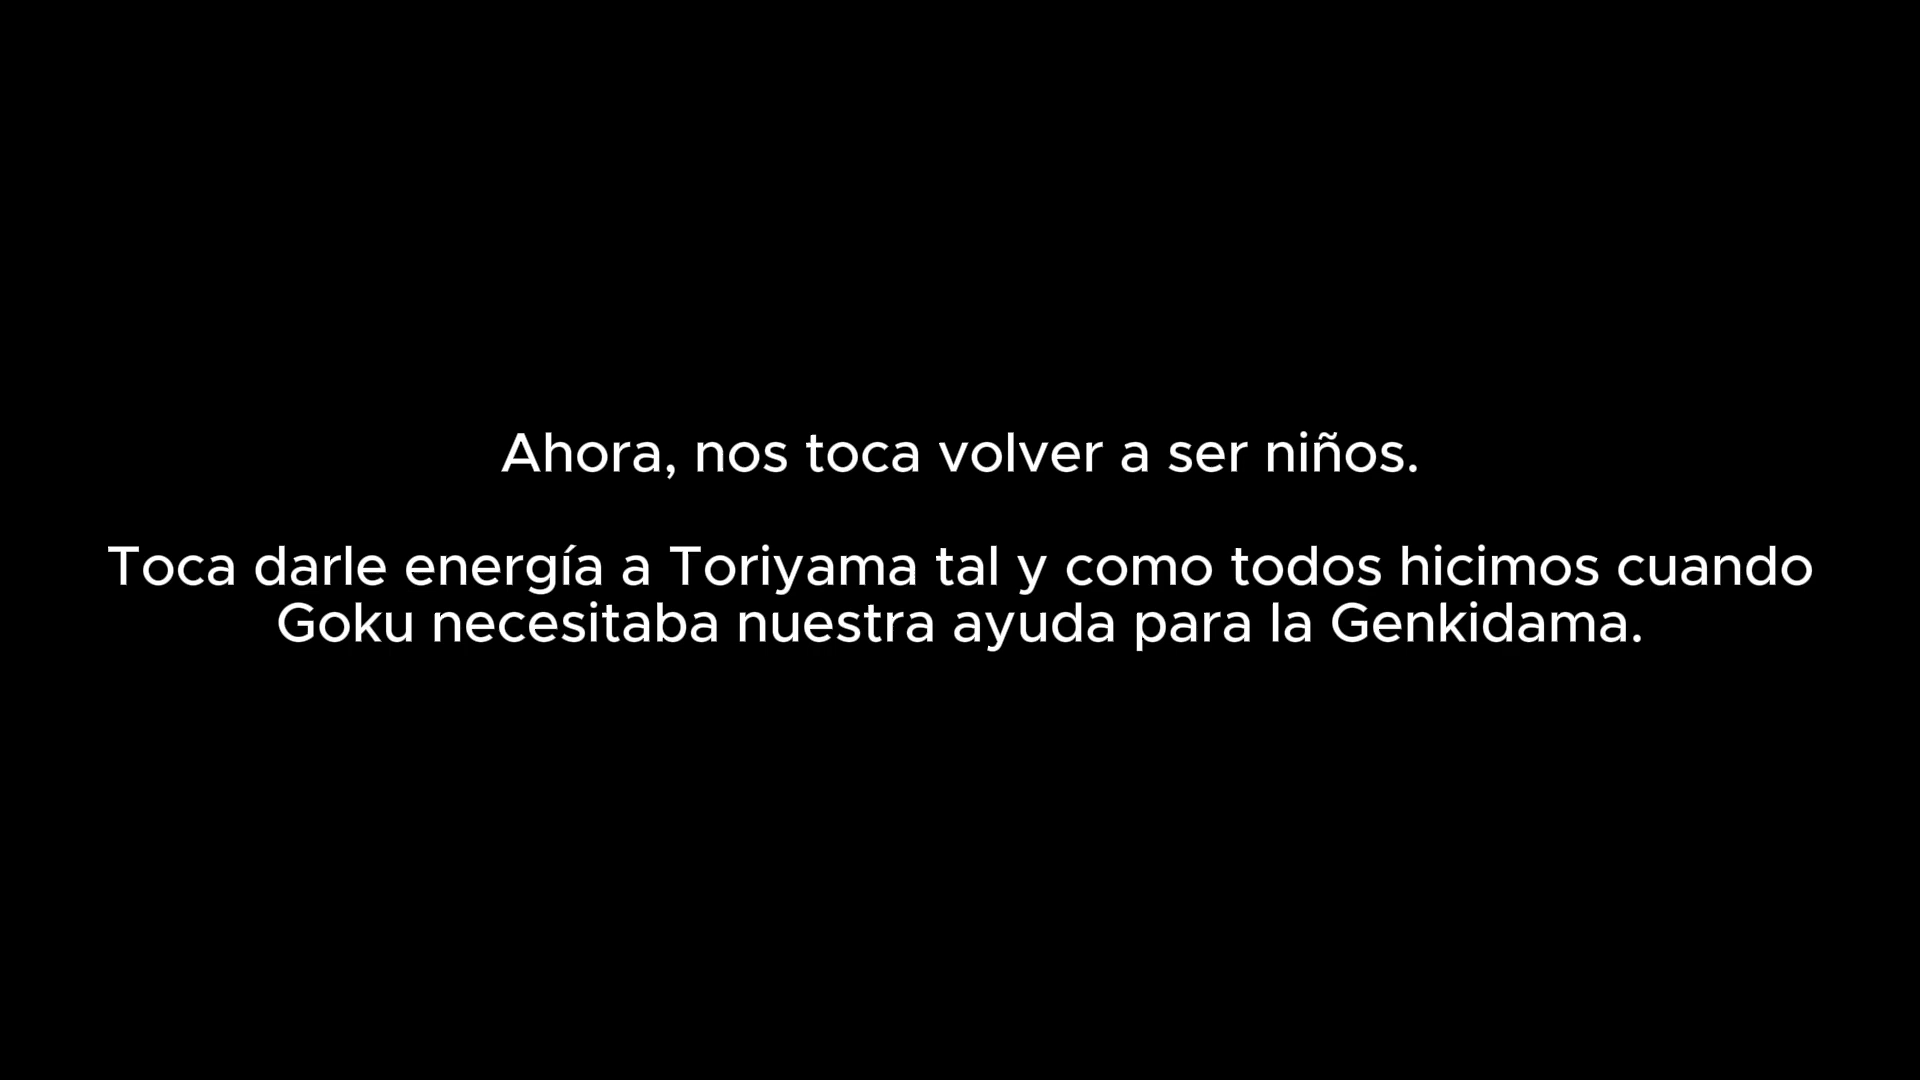 Ahora, nos toca volver a ser niños.
Toca darle energía a Toriyama tal y como todos hicimos cuando
Goku necesitaba nuestra ayuda para la Genkidama.